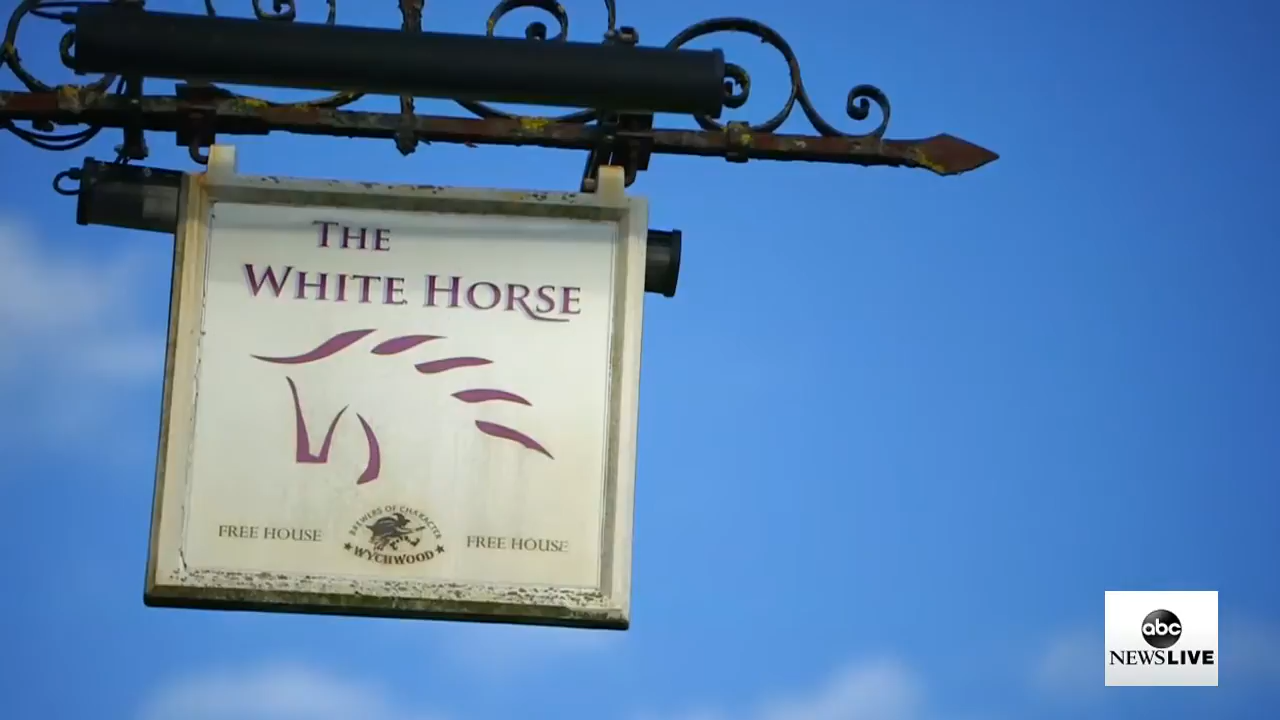 THE
WHITE HORSE
FREE HOUSE
BREWERS OF CHARACTER
WYCHWOOD
FREE HOUSE
abc
NEWSLIVE